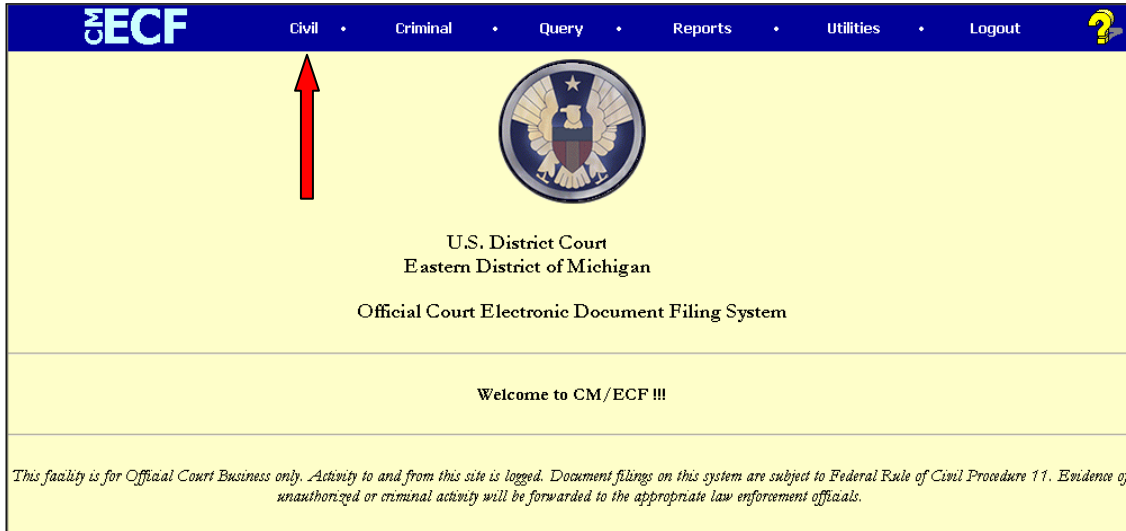 CM ECF Civil • Criminal • Query • Reports • Utilities • Logout ?
U.S. District Court
Eastern District of Michigan
Official Court Electronic Document Filing System
Welcome to CM/ECF !!!
This facility is for Official Court Business only. Activity to and from this site is logged. Document filings on this system are subject to Federal Rule of Civil Procedure 11. Evidence of
unauthorized or criminal activity will be forwarded to the appropriate law enforcement officials.